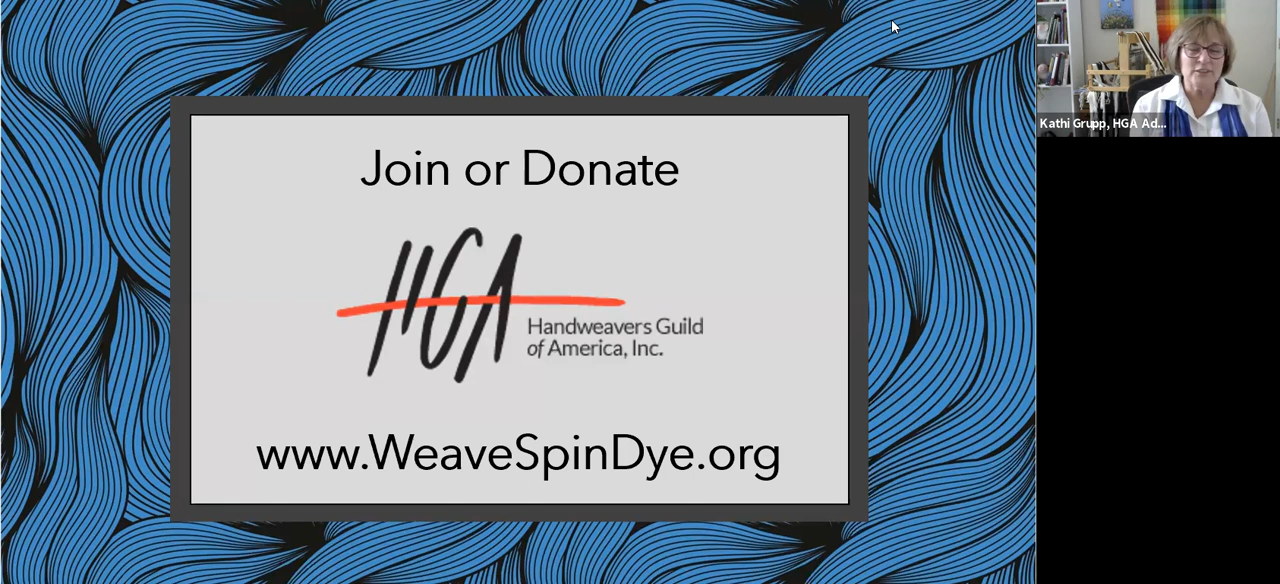 Join or Donate
HGA
Handweavers Guild
of America, Inc.
www.WeaveSpinDye.org
Kathi Grupp, HGA Ad...